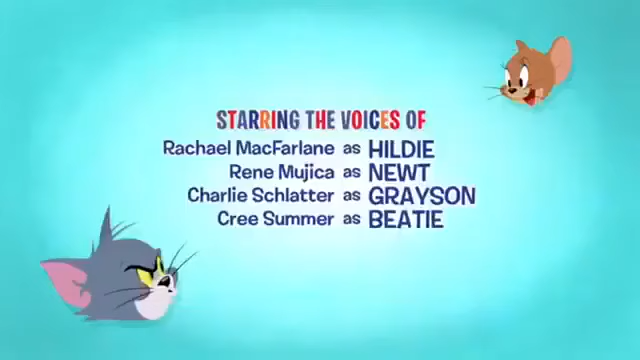 STARRING THE VOICES OF
Rachael MacFarlane as HILDIE
Rene Mujica as NEWT
Charlie Schlatter as GRAYSON
Cree Summer as BEATIE